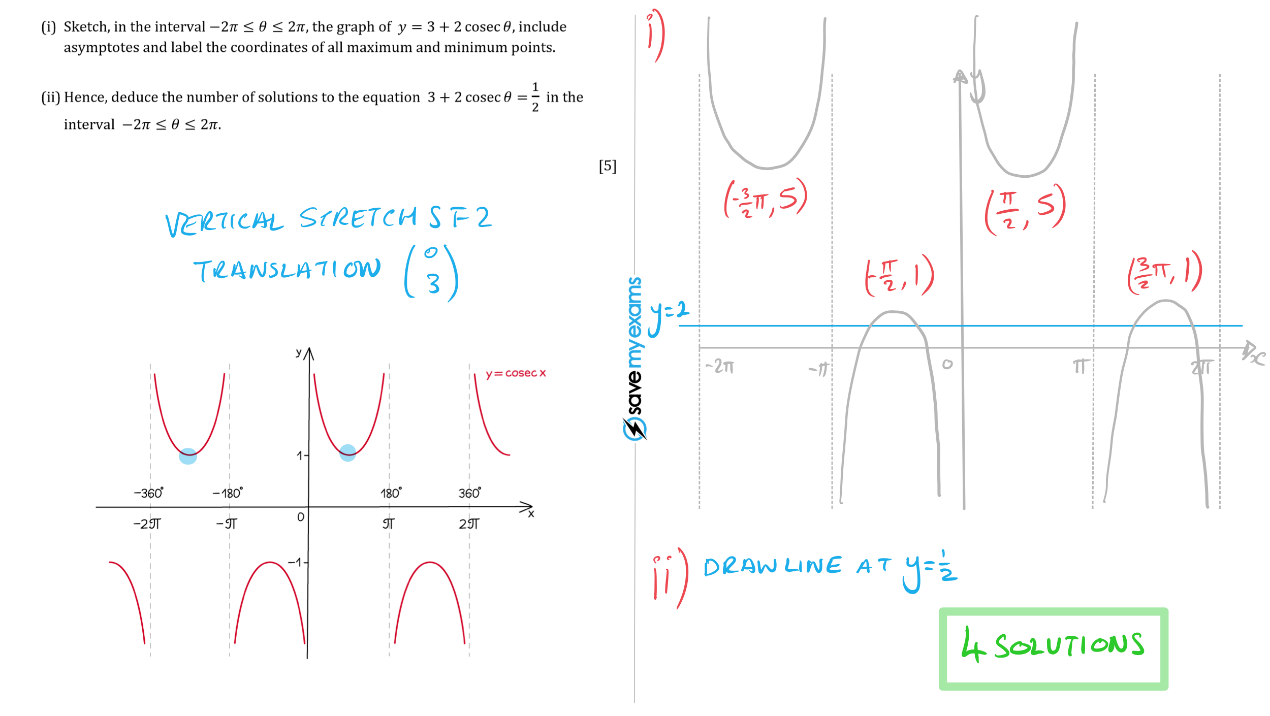 (i) Sketch, in the interval −2π ≤ θ ≤ 2π, the graph of y = 3 + 2 cosec θ, include
asymptotes and label the coordinates of all maximum and minimum points.
(ii) Hence, deduce the number of solutions to the equation 3 + 2 cosec θ = 1/2 in the
interval −2π ≤ θ ≤ 2π.
[5]
VERTICAL STRETCH SF2
TRANSLATION (0 3)
y
y=cosec x
1
−360° −180° 180° 360°
−2π −π 0 π 2π x
−1
save my exams
i)
y
(-3/2π, 5) (π/2, 5)
(-π/2, 1) (3/2π, 1)
y=2
-2π -π 0 π 2π x
ii) DRAW LINE AT y=1/2
4 SOLUTIONS